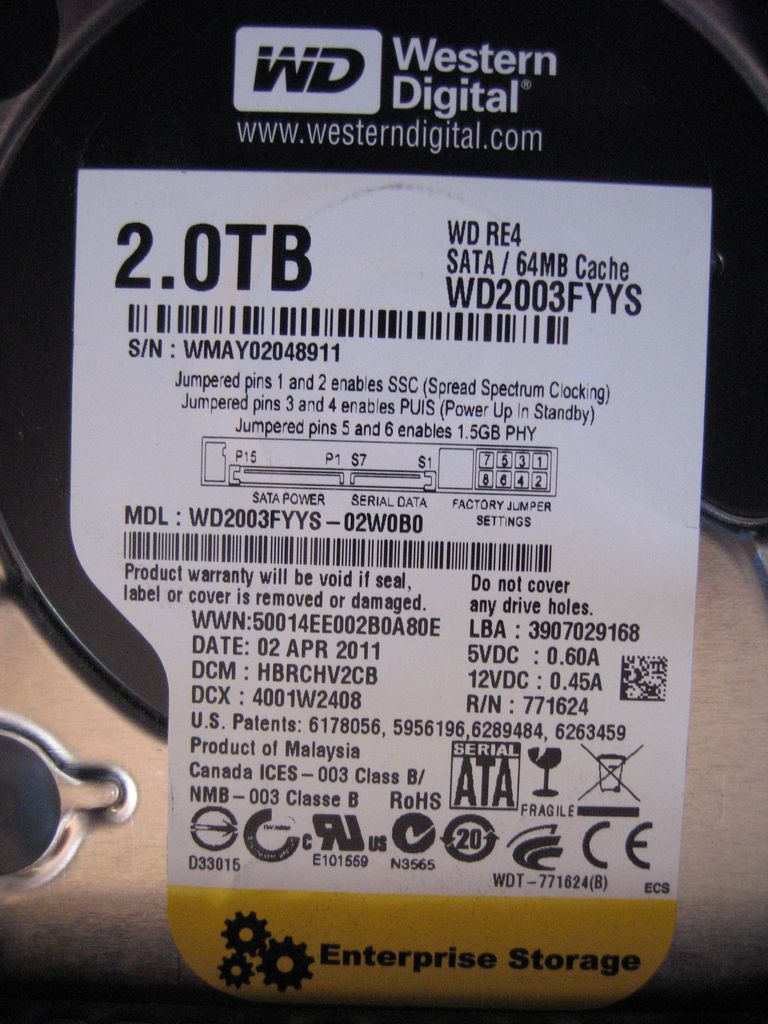 WD Western Digital®
www.westerndigital.com
2.0TB
WD RE4
SATA / 64MB Cache
WD2003FYYS
S/N : WMAY02048911
Jumpered pins 1 and 2 enables SSC (Spread Spectrum Clocking)
Jumpered pins 3 and 4 enables PUIS (Power Up In Standby)
Jumpered pins 5 and 6 enables 1.5GB PHY
P15 P1 S7 S1 7 5 3 1
8 6 4 2
SATA POWER SERIAL DATA FACTORY JUMPER
SETTINGS
MDL : WD2003FYYS - 02W0B0
Product warranty will be void if seal,
label or cover is removed or damaged.
Do not cover
any drive holes.
WWN:50014EE002B0A80E
DATE: 02 APR 2011
DCM : HBRCHV2CB
DCX : 4001W2408
LBA : 3907029168
5VDC : 0.60A
12VDC : 0.45A
R/N : 771624
U.S. Patents: 6178056, 5956196,6289484, 6263459
Product of Malaysia
Canada ICES - 003 Class B/
NMB - 003 Classe B RoHS
SERIAL
ATA
FRAGILE
c UR us
20
CE
D33015 E101559 N3565
WDT - 771624(B)
ECS
Enterprise Storage